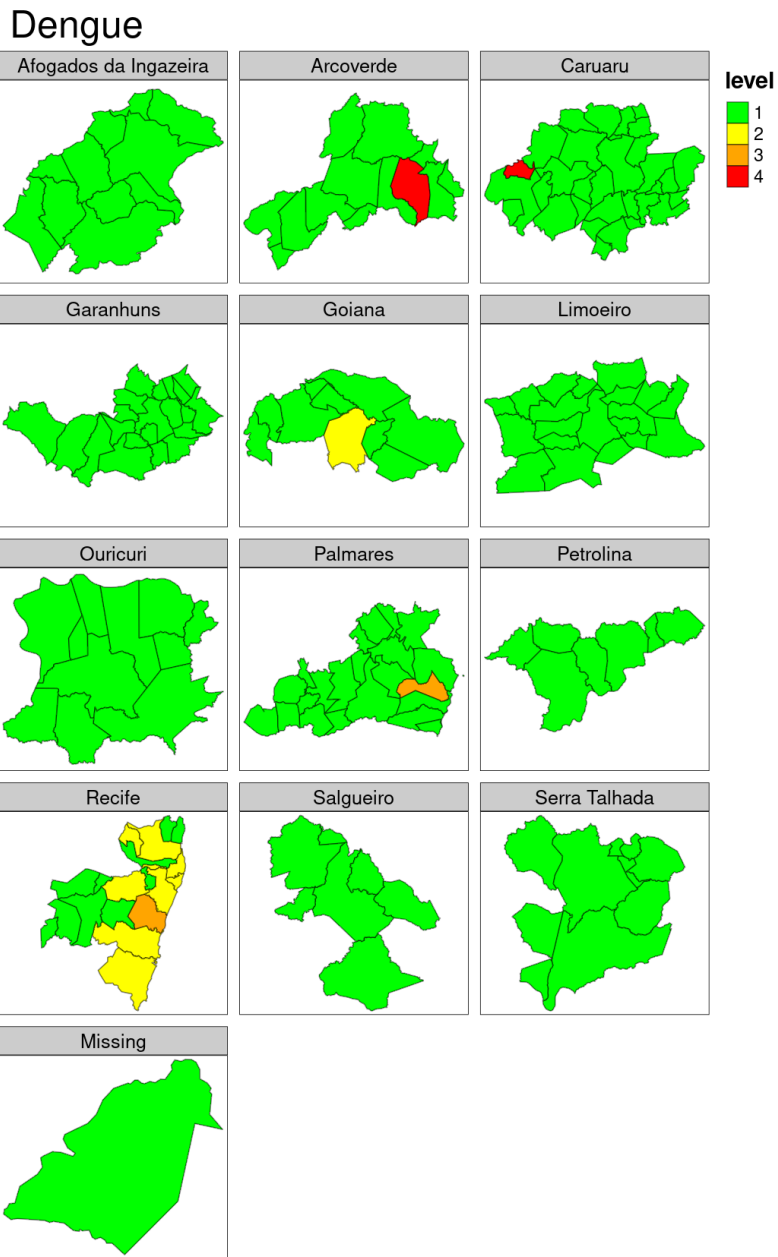 Dengue
Afogados da Ingazeira
Arcoverde
Caruaru
level
1
2
3
4
Garanhuns
Goiana
Limoeiro
Ouricuri
Palmares
Petrolina
Recife
Salgueiro
Serra Talhada
Missing